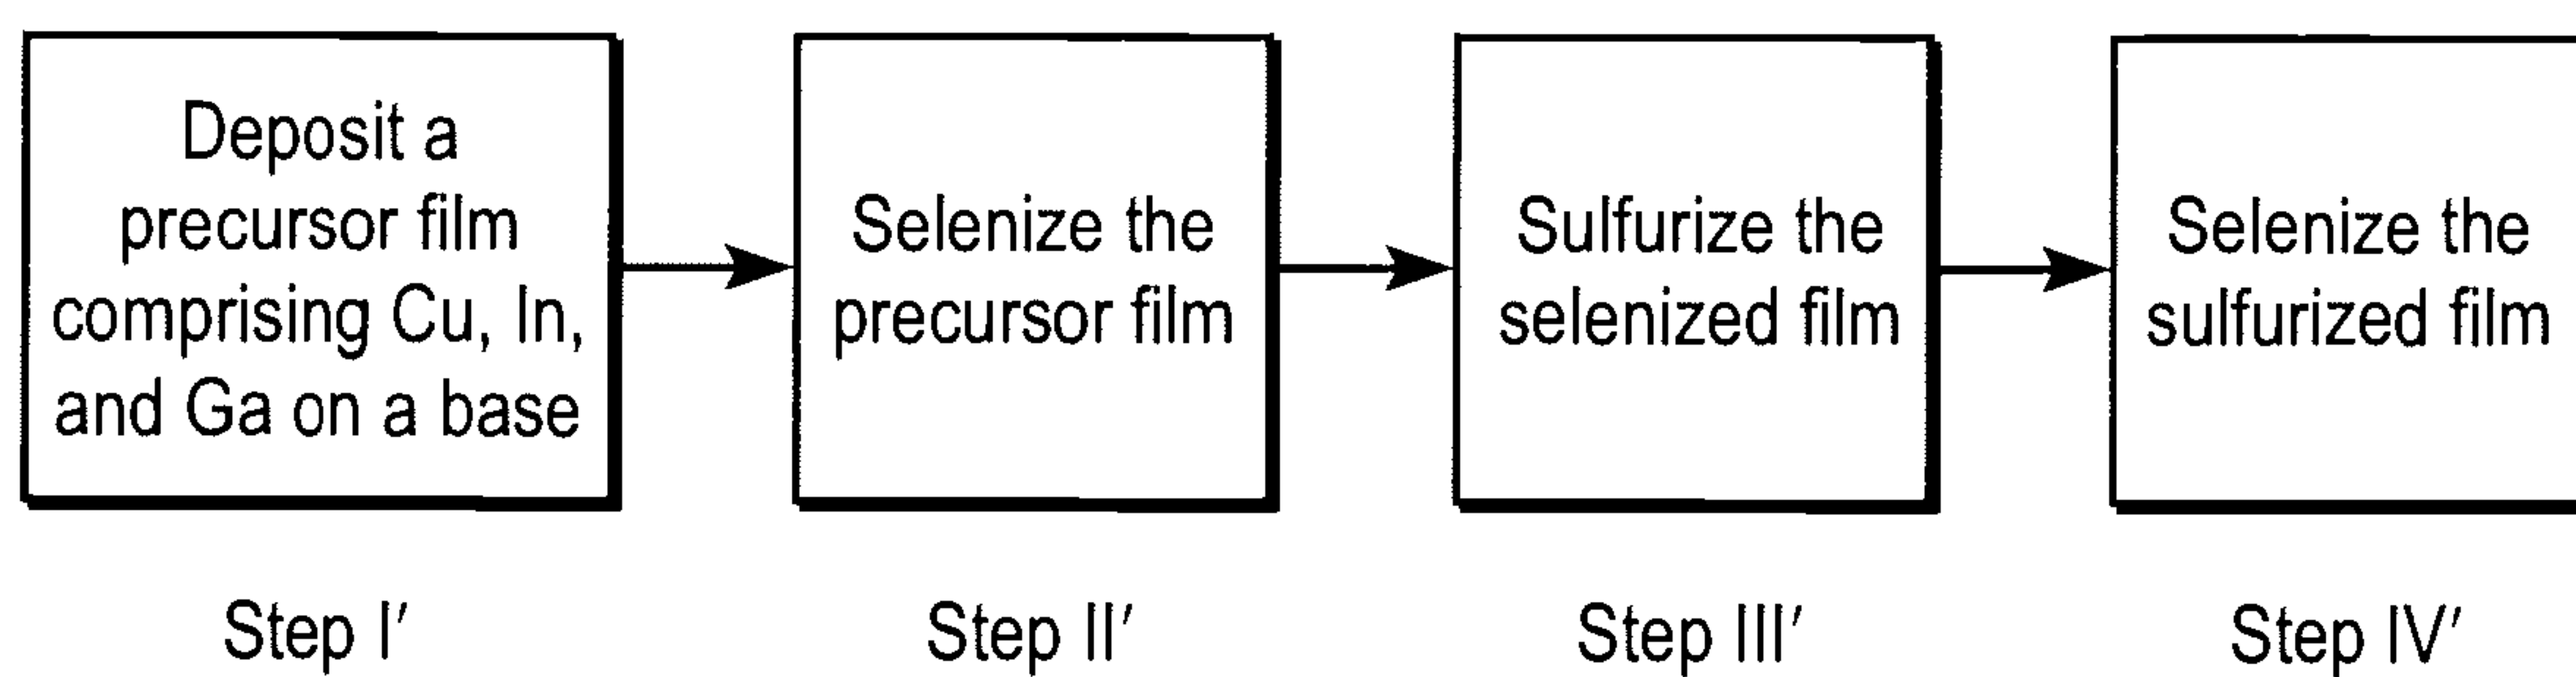 Deposit a
precursor film
comprising Cu, In,
and Ga on a base
Selenize the
precursor film
Sulfurize the
selenized film
Selenize the
sulfurized film
Step I′
Step II′
Step III′
Step IV′